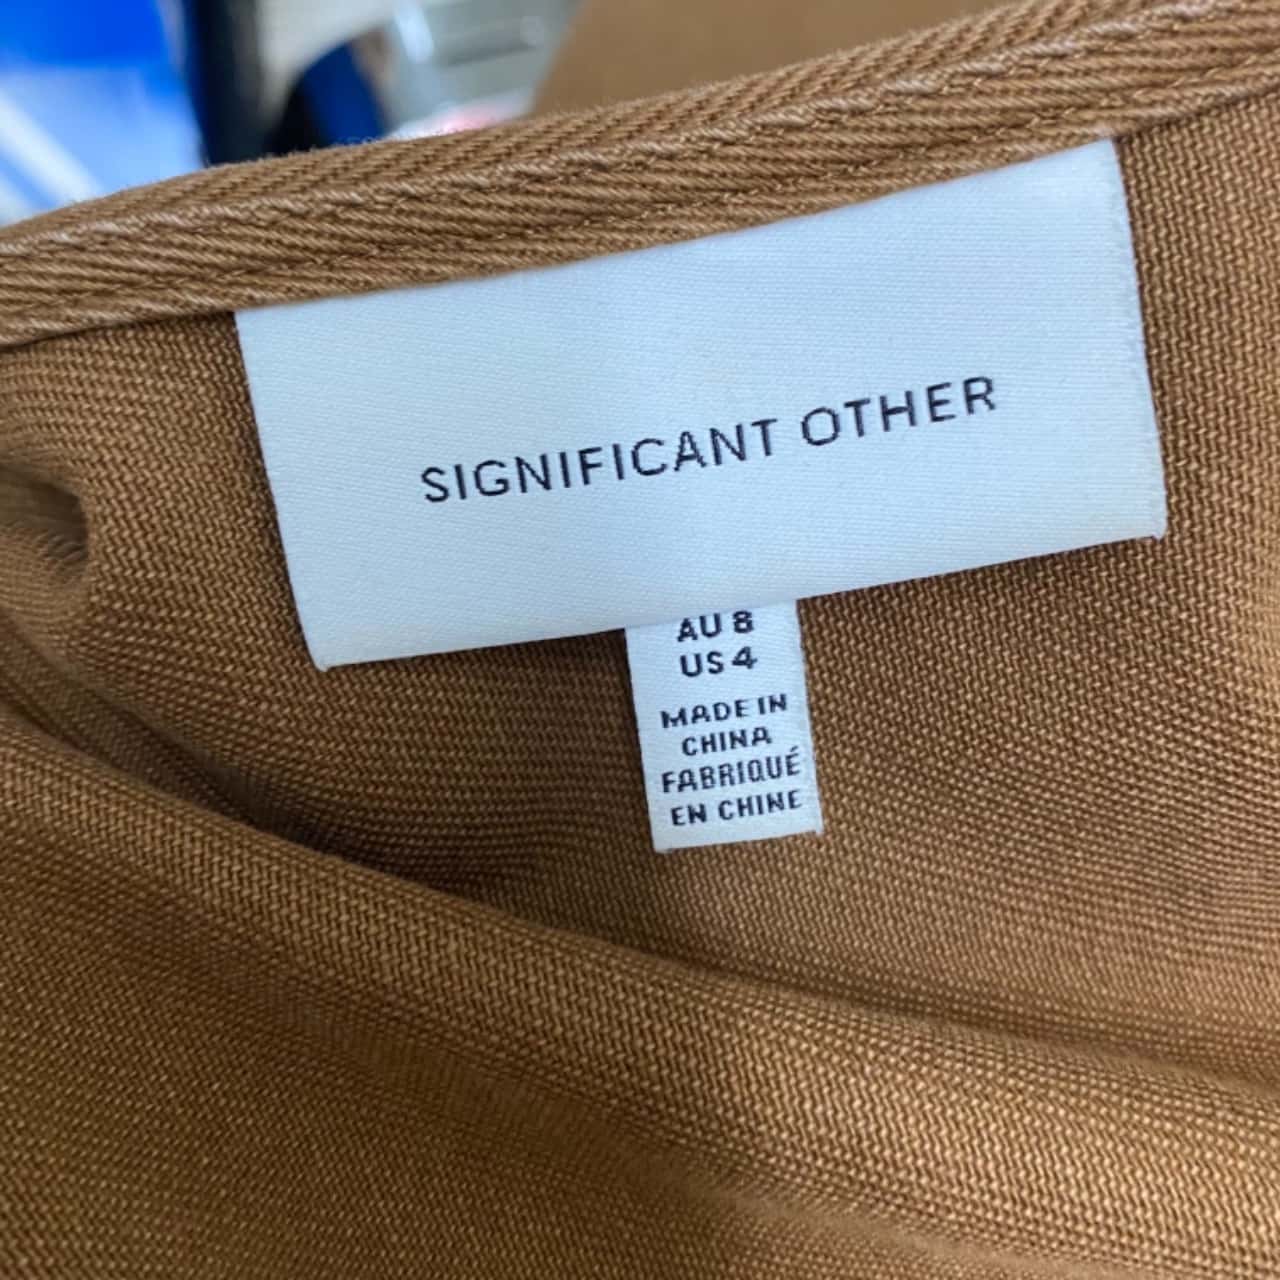 SIGNIFICANT OTHER
AU 8
US 4
MADE IN
CHINA
FABRIQUÉ
EN CHINE